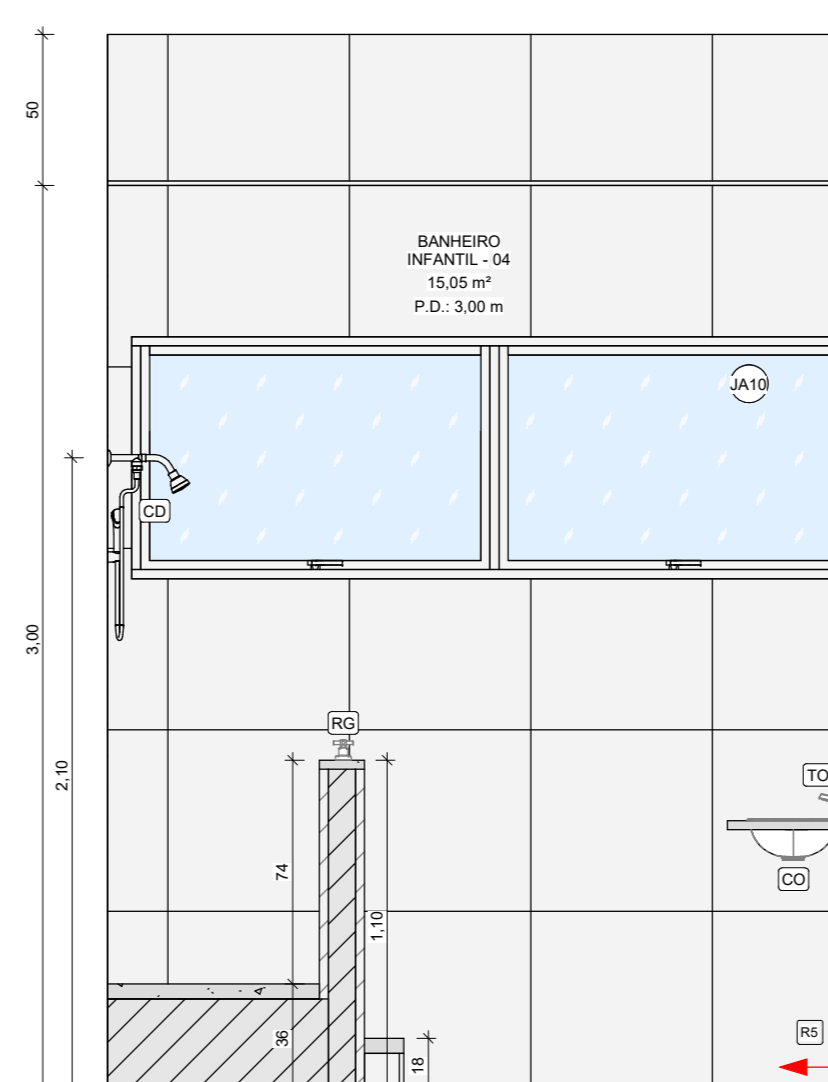 50
BANHEIRO
INFANTIL - 04
15,05 m²
P.D.: 3,00 m
JA10
CD
3,00
RG
2,10
TO
74
CO
1,10
36
R5
18